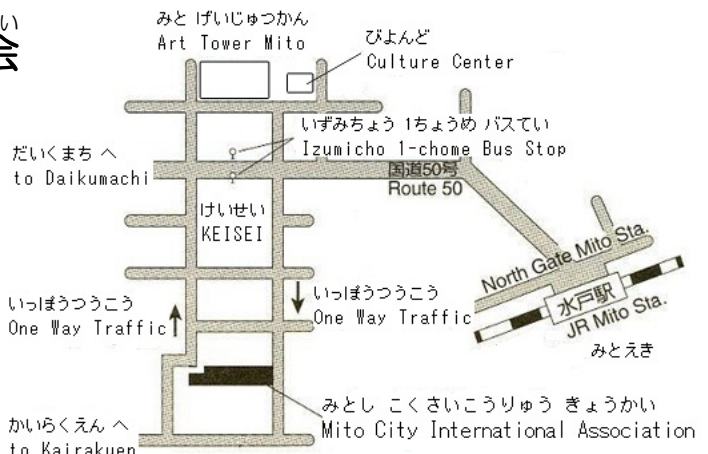 い
会
みと げいじゅつかん
Art Tower Mito
びよんど
Culture Center
いずみちょう 1ちょうめ バスてい
Izumicho 1-chome Bus Stop
だいくまち へ
to Daikumachi
国道50号
Route 50
けいせい
KEISEI
North Gate Mito Sta.
水戸駅
JR Mito Sta.
みとえき
いっぽうつうこう
One Way Traffic
いっぽうつうこう
One Way Traffic
みとし こくさいこうりゅう きょうかい
Mito City International Association
かいらくえん へ
to Kairakuen